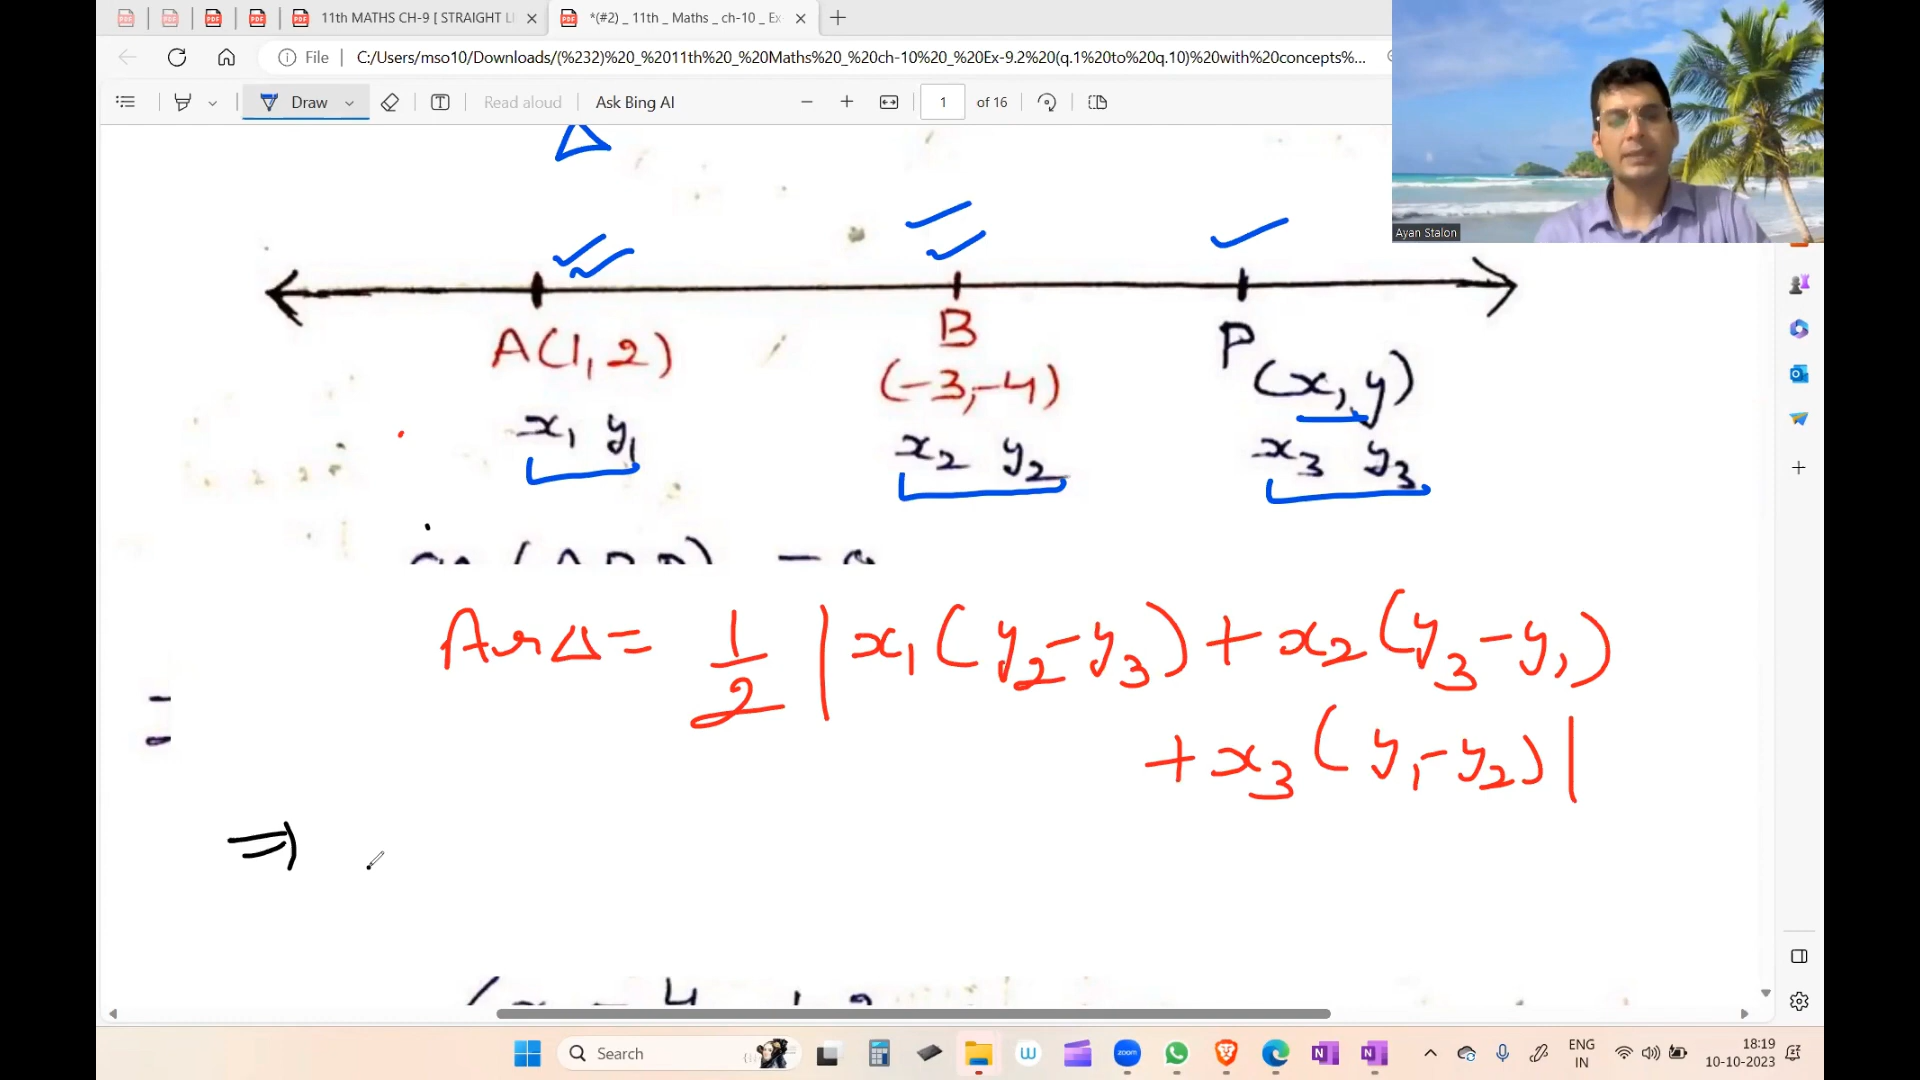 11th MATHS CH-9 [ STRAIGHT LI
*(#2) _ 11th _ Maths _ ch-10 _ Ex-
File
C:/Users/mso10/Downloads/(%232)%20_%2011th%20_%20Maths%20_%20ch-10%20_%20Ex-9.2%20(q.1%20to%20q.10)%20with%20concepts%...
Draw
Read aloud
Ask Bing AI
1 of 16
Ayan Stalon
A(1, 2)
B
P
(-3,-4)
(x, y)
x₁ y₁
x₂ y₂
x₃ y₃
Ar Δ = 1/2 | x₁ (y₂-y₃) + x₂ (y₃-y₁)
+ x₃ (y₁-y₂) |
⇒
Search
ENG
IN
18:19
10-10-2023